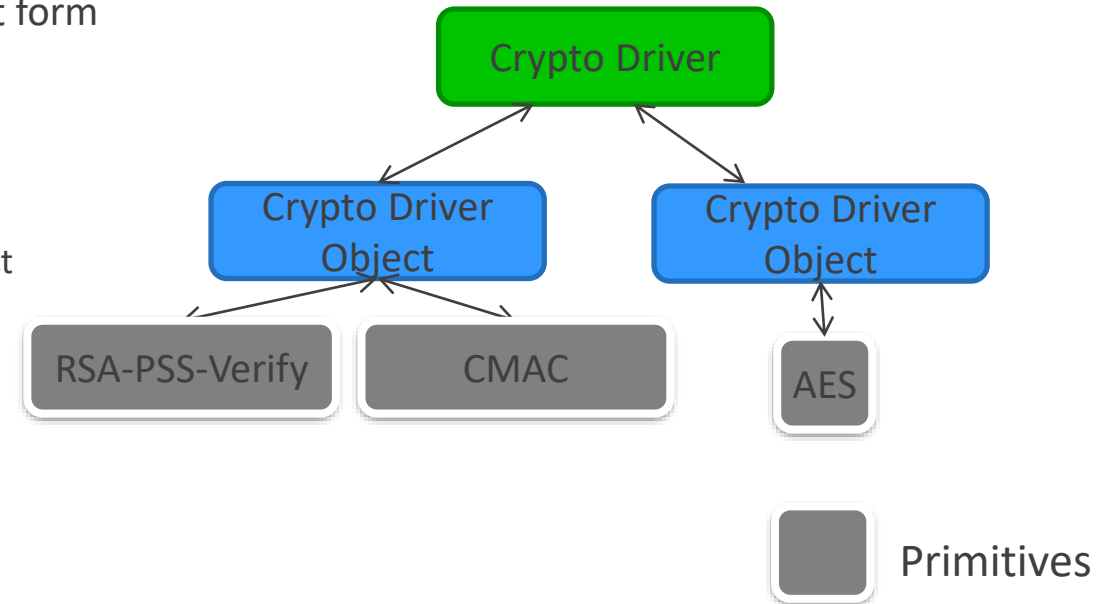 t form
Crypto Driver
Crypto Driver
Object
Crypto Driver
Object
t
RSA-PSS-Verify
CMAC
AES
Primitives